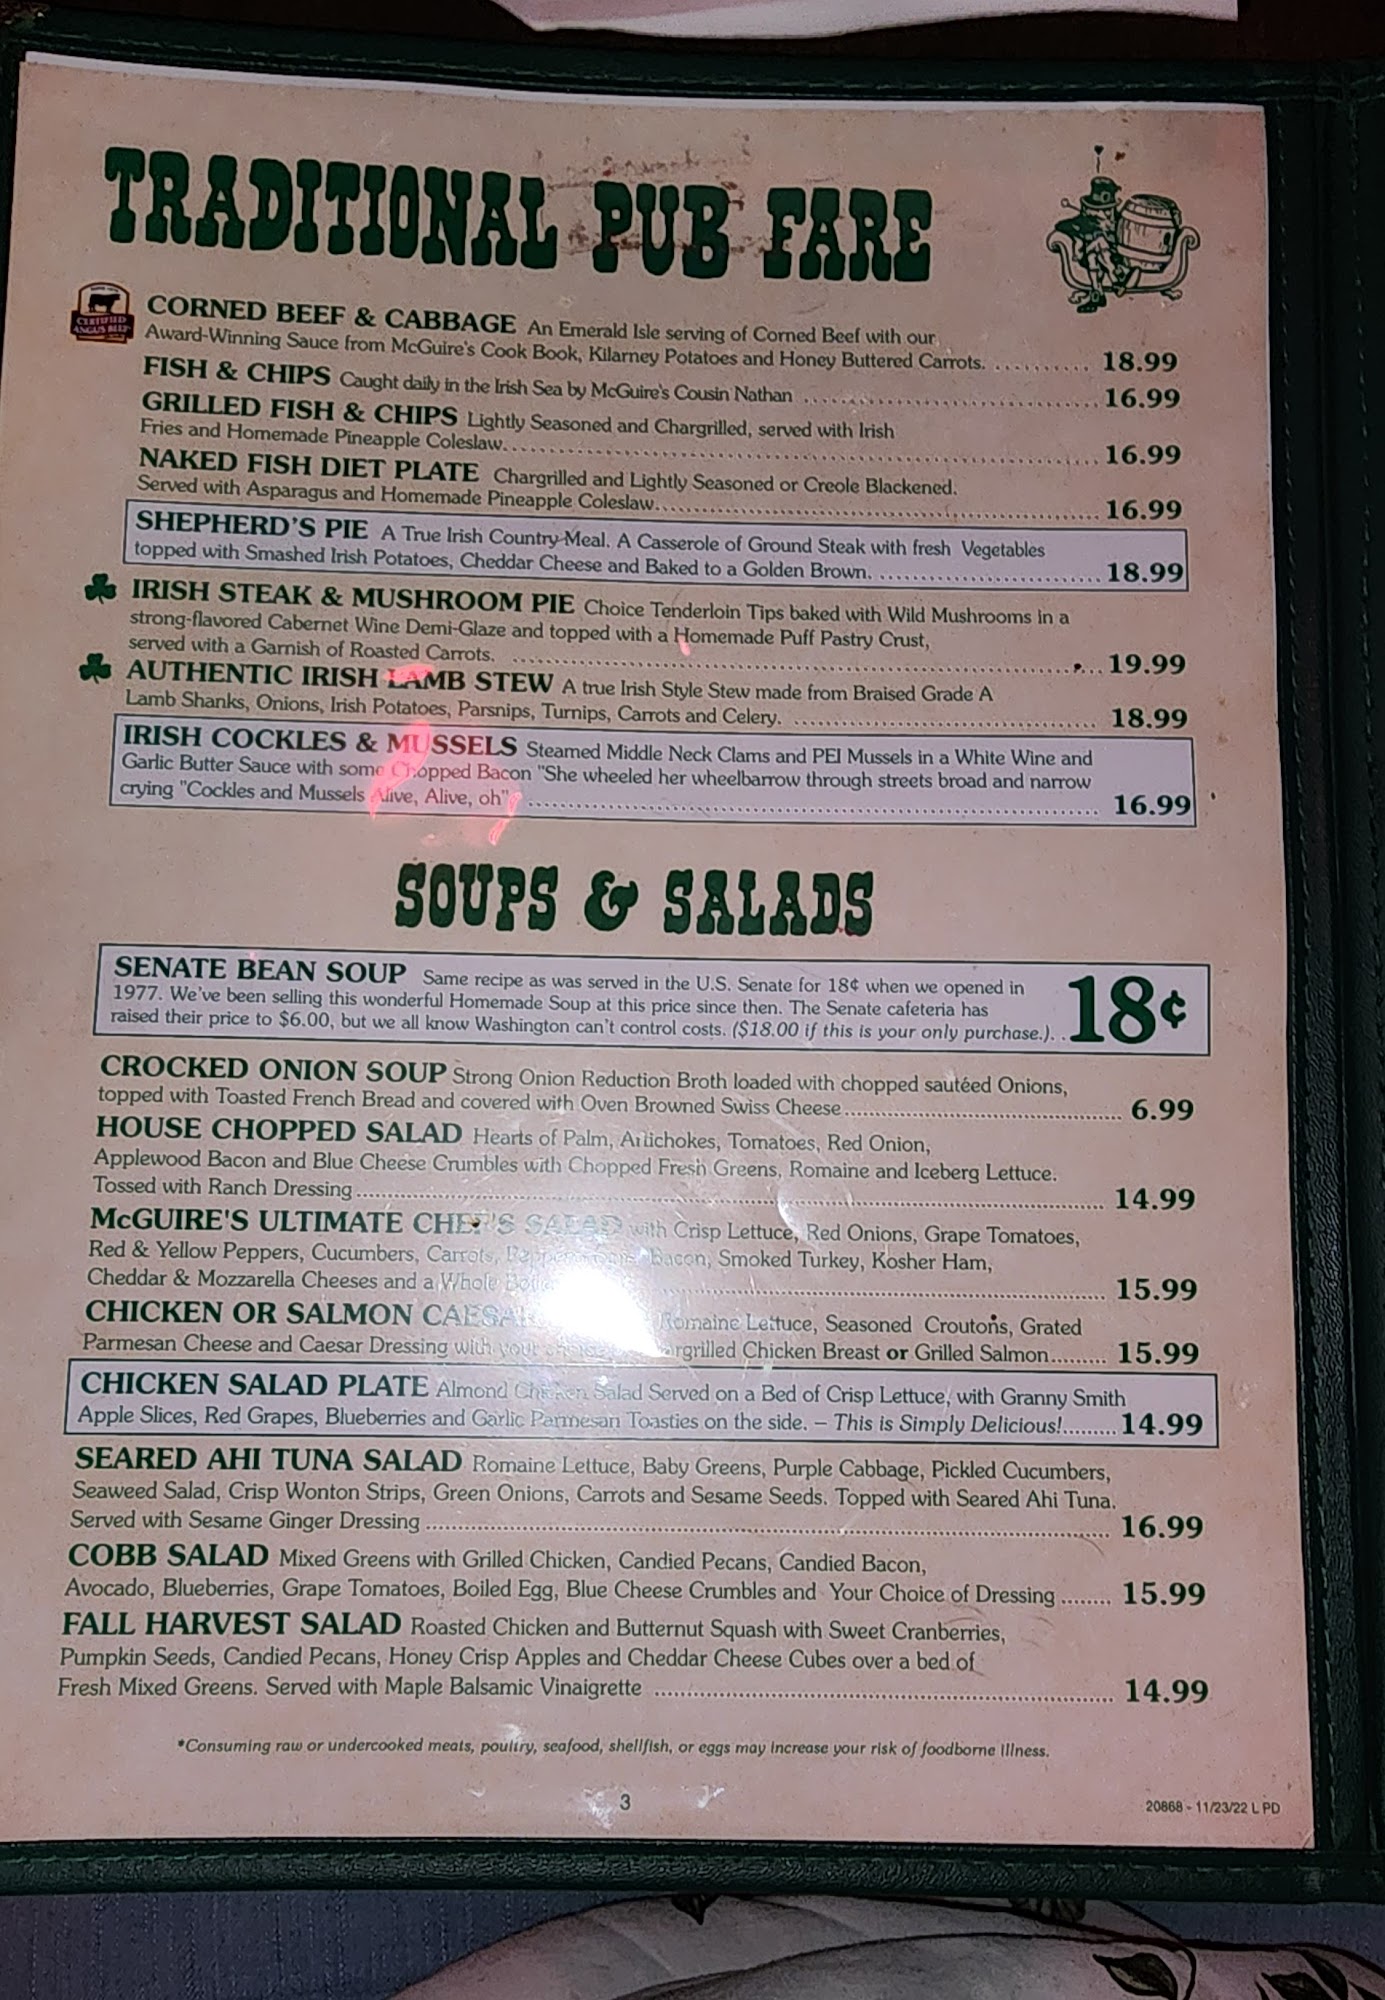 TRADITIONAL PUB FARE
CERTIFIED
ANGUS BEEF
CORNED BEEF & CABBAGE An Emerald Isle serving of Corned Beef with our
Award-Winning Sauce from McGuire's Cook Book, Kilarney Potatoes and Honey Buttered Carrots. .......... 18.99
FISH & CHIPS Caught daily in the Irish Sea by McGuire's Cousin Nathan .......... 16.99
GRILLED FISH & CHIPS Lightly Seasoned and Chargrilled, served with Irish
Fries and Homemade Pineapple Coleslaw. .......... 16.99
NAKED FISH DIET PLATE Chargrilled and Lightly Seasoned or Creole Blackened.
Served with Asparagus and Homemade Pineapple Coleslaw. .......... 16.99
SHEPHERD'S PIE A True Irish Country Meal. A Casserole of Ground Steak with fresh Vegetables
topped with Smashed Irish Potatoes, Cheddar Cheese and Baked to a Golden Brown. .......... 18.99
IRISH STEAK & MUSHROOM PIE Choice Tenderloin Tips baked with Wild Mushrooms in a
strong-flavored Cabernet Wine Demi-Glaze and topped with a Homemade Puff Pastry Crust,
served with a Garnish of Roasted Carrots. .......... 19.99
AUTHENTIC IRISH LAMB STEW A true Irish Style Stew made from Braised Grade A
Lamb Shanks, Onions, Irish Potatoes, Parsnips, Turnips, Carrots and Celery. .......... 18.99
IRISH COCKLES & MUSSELS Steamed Middle Neck Clams and PEI Mussels in a White Wine and
Garlic Butter Sauce with some Chopped Bacon "She wheeled her wheelbarrow through streets broad and narrow
crying "Cockles and Mussels Alive, Alive, oh" .......... 16.99
SOUPS & SALADS
SENATE BEAN SOUP Same recipe as was served in the U.S. Senate for 18¢ when we opened in
1977. We've been selling this wonderful Homemade Soup at this price since then. The Senate cafeteria has
raised their price to $6.00, but we all know Washington can't control costs. ($18.00 if this is your only purchase.). . 18¢
CROCKED ONION SOUP Strong Onion Reduction Broth loaded with chopped sautéed Onions,
topped with Toasted French Bread and covered with Oven Browned Swiss Cheese .......... 6.99
HOUSE CHOPPED SALAD Hearts of Palm, Artichokes, Tomatoes, Red Onion,
Applewood Bacon and Blue Cheese Crumbles with Chopped Fresh Greens, Romaine and Iceberg Lettuce.
Tossed with Ranch Dressing .......... 14.99
McGUIRE'S ULTIMATE CHEF'S SALAD with Crisp Lettuce, Red Onions, Grape Tomatoes,
Red & Yellow Peppers, Cucumbers, Carrots, Bacon, Smoked Turkey, Kosher Ham,
Cheddar & Mozzarella Cheeses and a Whole .......... 15.99
CHICKEN OR SALMON CAESAR Romaine Lettuce, Seasoned Croutons, Grated
Parmesan Cheese and Caesar Dressing with your Chargrilled Chicken Breast or Grilled Salmon ......... 15.99
CHICKEN SALAD PLATE Almond Chicken Salad Served on a Bed of Crisp Lettuce, with Granny Smith
Apple Slices, Red Grapes, Blueberries and Garlic Parmesan Toasties on the side. – This is Simply Delicious!......... 14.99
SEARED AHI TUNA SALAD Romaine Lettuce, Baby Greens, Purple Cabbage, Pickled Cucumbers,
Seaweed Salad, Crisp Wonton Strips, Green Onions, Carrots and Sesame Seeds. Topped with Seared Ahi Tuna.
Served with Sesame Ginger Dressing .......... 16.99
COBB SALAD Mixed Greens with Grilled Chicken, Candied Pecans, Candied Bacon,
Avocado, Blueberries, Grape Tomatoes, Boiled Egg, Blue Cheese Crumbles and Your Choice of Dressing ........ 15.99
FALL HARVEST SALAD Roasted Chicken and Butternut Squash with Sweet Cranberries,
Pumpkin Seeds, Candied Pecans, Honey Crisp Apples and Cheddar Cheese Cubes over a bed of
Fresh Mixed Greens. Served with Maple Balsamic Vinaigrette .......... 14.99
*Consuming raw or undercooked meats, poultry, seafood, shellfish, or eggs may increase your risk of foodborne illness.
3
20868 - 11/23/22 L PD